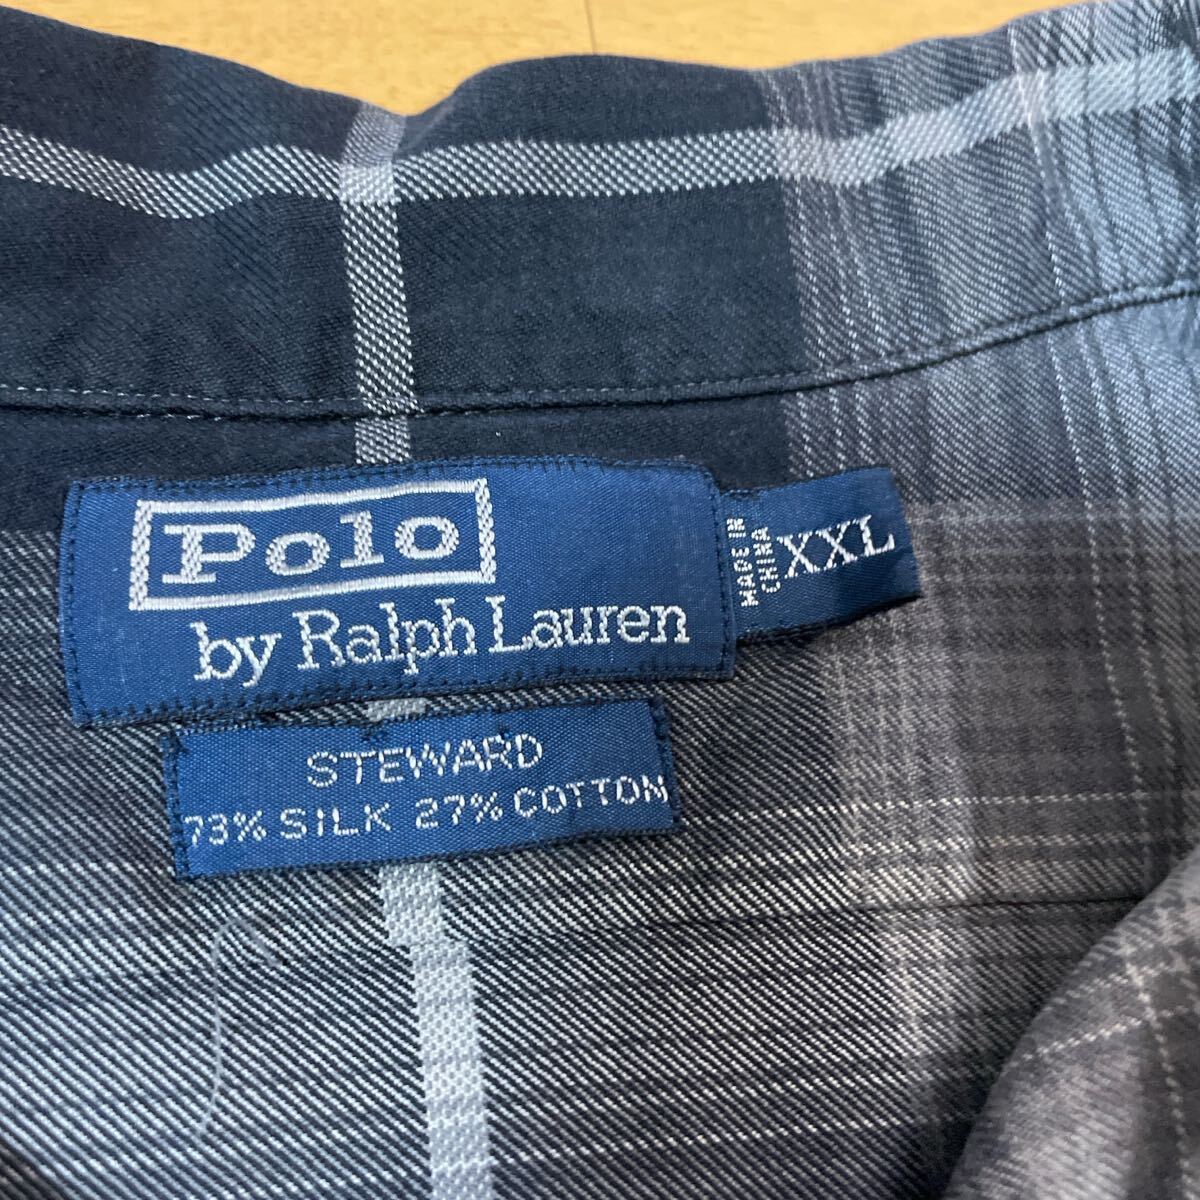 Polo
by Ralph Lauren
MADE IN
CHINA
XXL
STEWARD
73% SILK 27% COTTON